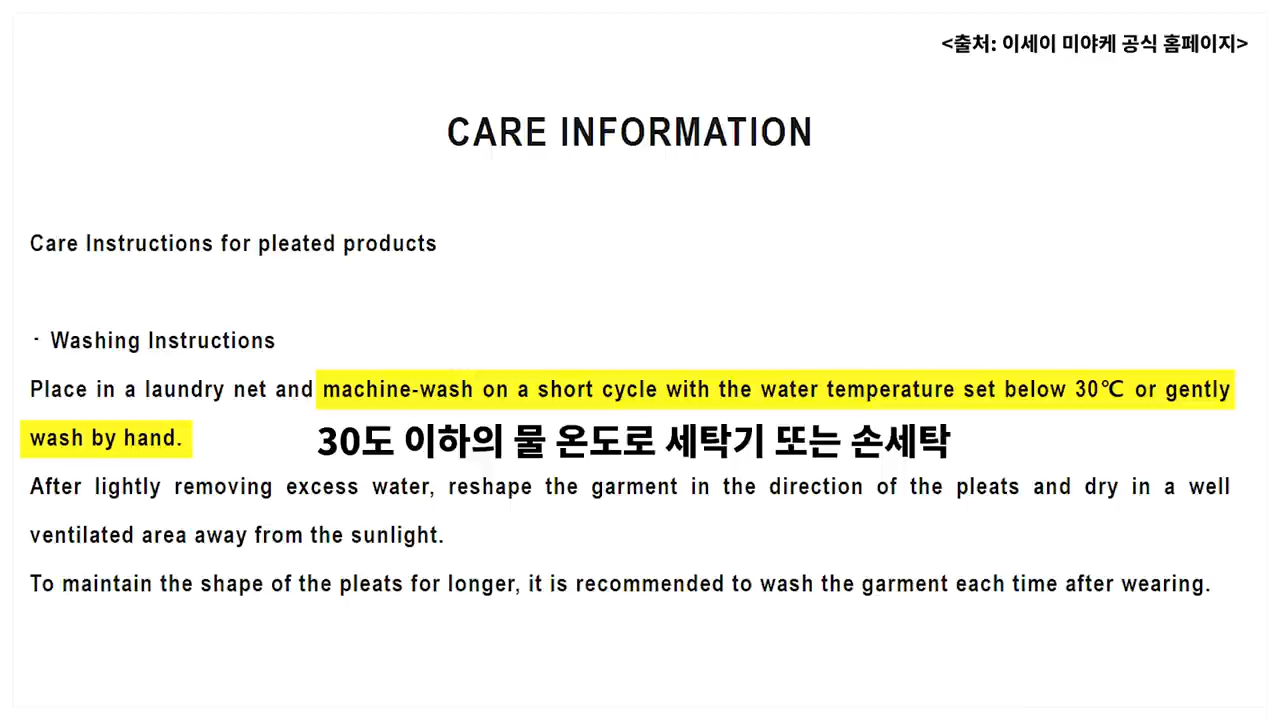 <출처: 이세이 미야케 공식 홈페이지>
CARE INFORMATION
Care Instructions for pleated products
· Washing Instructions
Place in a laundry net and machine-wash on a short cycle with the water temperature set below 30℃ or gently
wash by hand.
30도 이하의 물 온도로 세탁기 또는 손세탁
After lightly removing excess water, reshape the garment in the direction of the pleats and dry in a well
ventilated area away from the sunlight.
To maintain the shape of the pleats for longer, it is recommended to wash the garment each time after wearing.